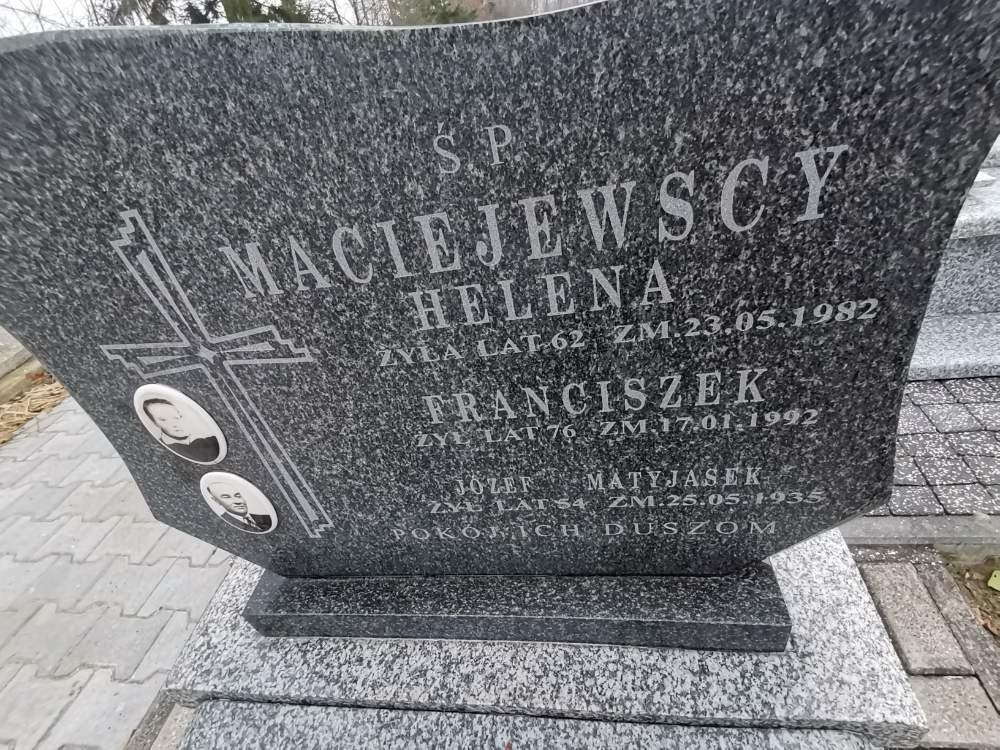 Ś. P.
MACIEJEWSCY
HELENA
ŻYŁA LAT 62 ZM. 23.05.1982
FRANCISZEK
ŻYŁ LAT 76 ZM. 17.01.1992
JÓZEF MATYJASEK
ŻYŁ LAT 54 ZM. 25.05.1935
POKÓJ ICH DUSZOM